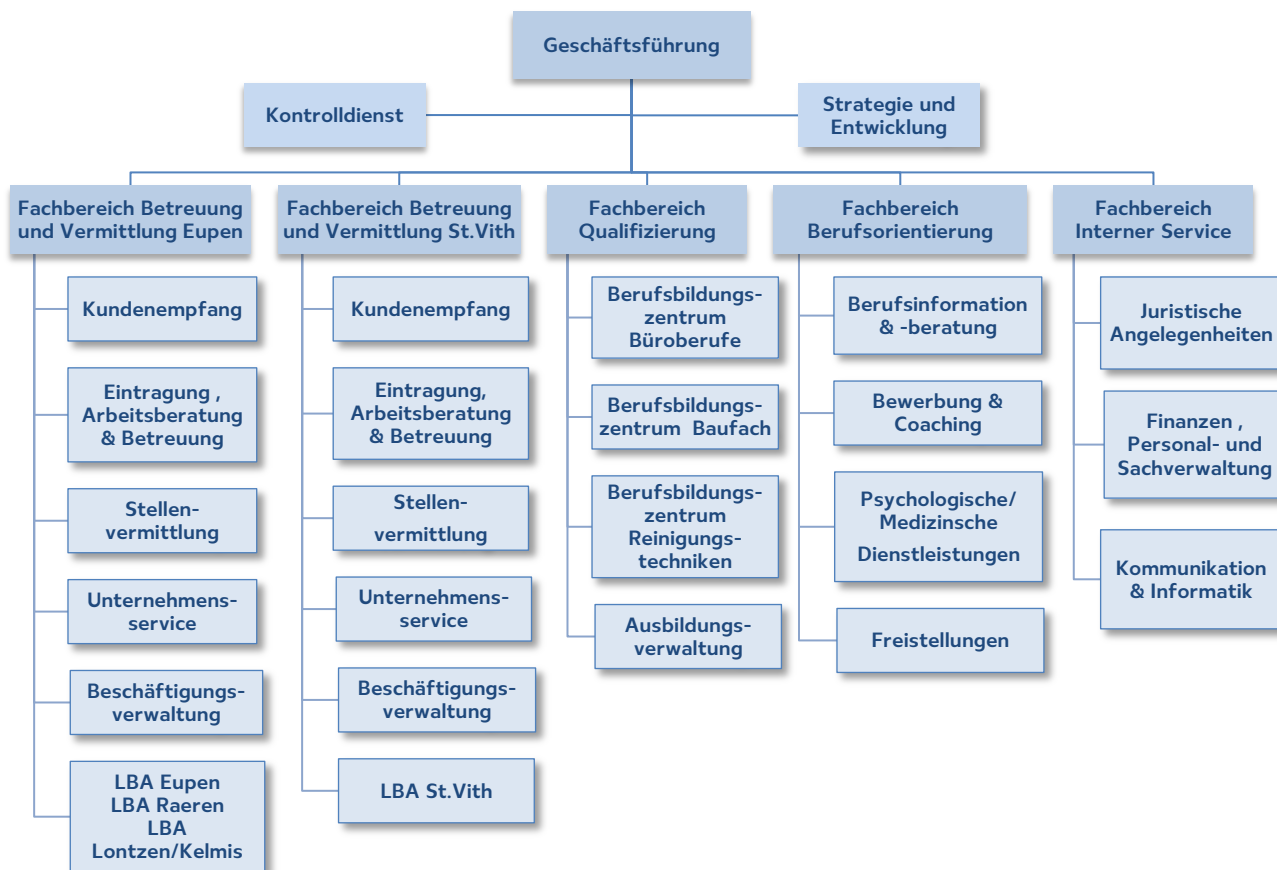 Geschäftsführung
Kontrolldienst
Strategie und
Entwicklung
Fachbereich Betreuung
und Vermittlung Eupen
Fachbereich Betreuung
und Vermittlung St.Vith
Fachbereich
Qualifizierung
Fachbereich
Berufsorientierung
Fachbereich
Interner Service
Kundenempfang
Eintragung ,
Arbeitsberatung
& Betreuung
Stellen-
vermittlung
Unternehmens-
service
Beschäftigungs-
verwaltung
LBA Eupen
LBA Raeren
LBA
Lontzen/Kelmis
Kundenempfang
Eintragung,
Arbeitsberatung
& Betreuung
Stellen-
vermittlung
Unternehmens-
service
Beschäftigungs-
verwaltung
LBA St.Vith
Berufsbildungs-
zentrum
Büroberufe
Berufsbildungs-
zentrum Baufach
Berufsbildungs-
zentrum
Reinigungs-
techniken
Ausbildungs-
verwaltung
Berufsinformation
& -beratung
Bewerbung &
Coaching
Psychologische/
Medizinsche
Dienstleistungen
Freistellungen
Juristische
Angelegenheiten
Finanzen ,
Personal- und
Sachverwaltung
Kommunikation
& Informatik